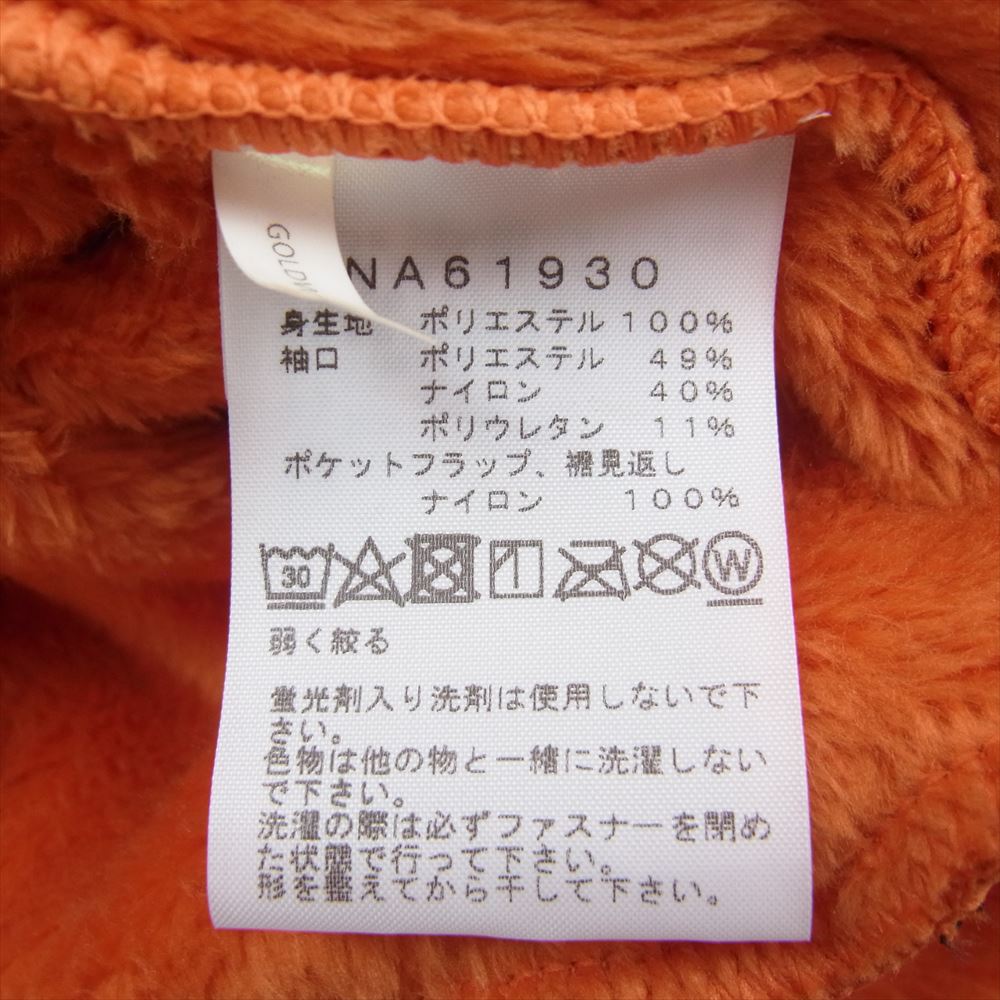 GOLDW
NA61930
身生地 ポリエステル 100%
袖口 ポリエステル 49%
ナイロン 40%
ポリウレタン 11%
ポケットフラップ、襠見返し
ナイロン 100%
30 W
弱く絞る
蛍光剤入り洗剤は使用しないで下
さい。
色物は他の物と一緒に洗濯しない
で下さい。
洗濯の際は必ずファスナーを閉め
た状態で行って下さい。
形を整えてから干して下さい。